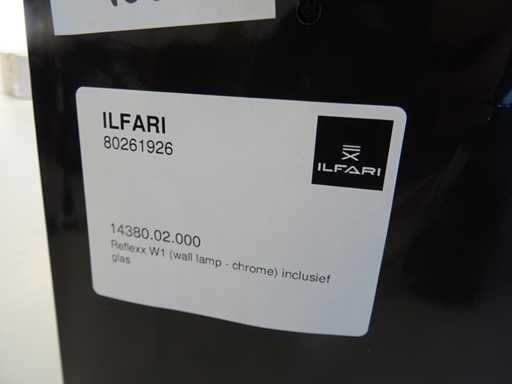 ILFARI
80261926
ILFARI
14380.02.000
Reflexx W1 (wall lamp - chrome) inclusief
glas